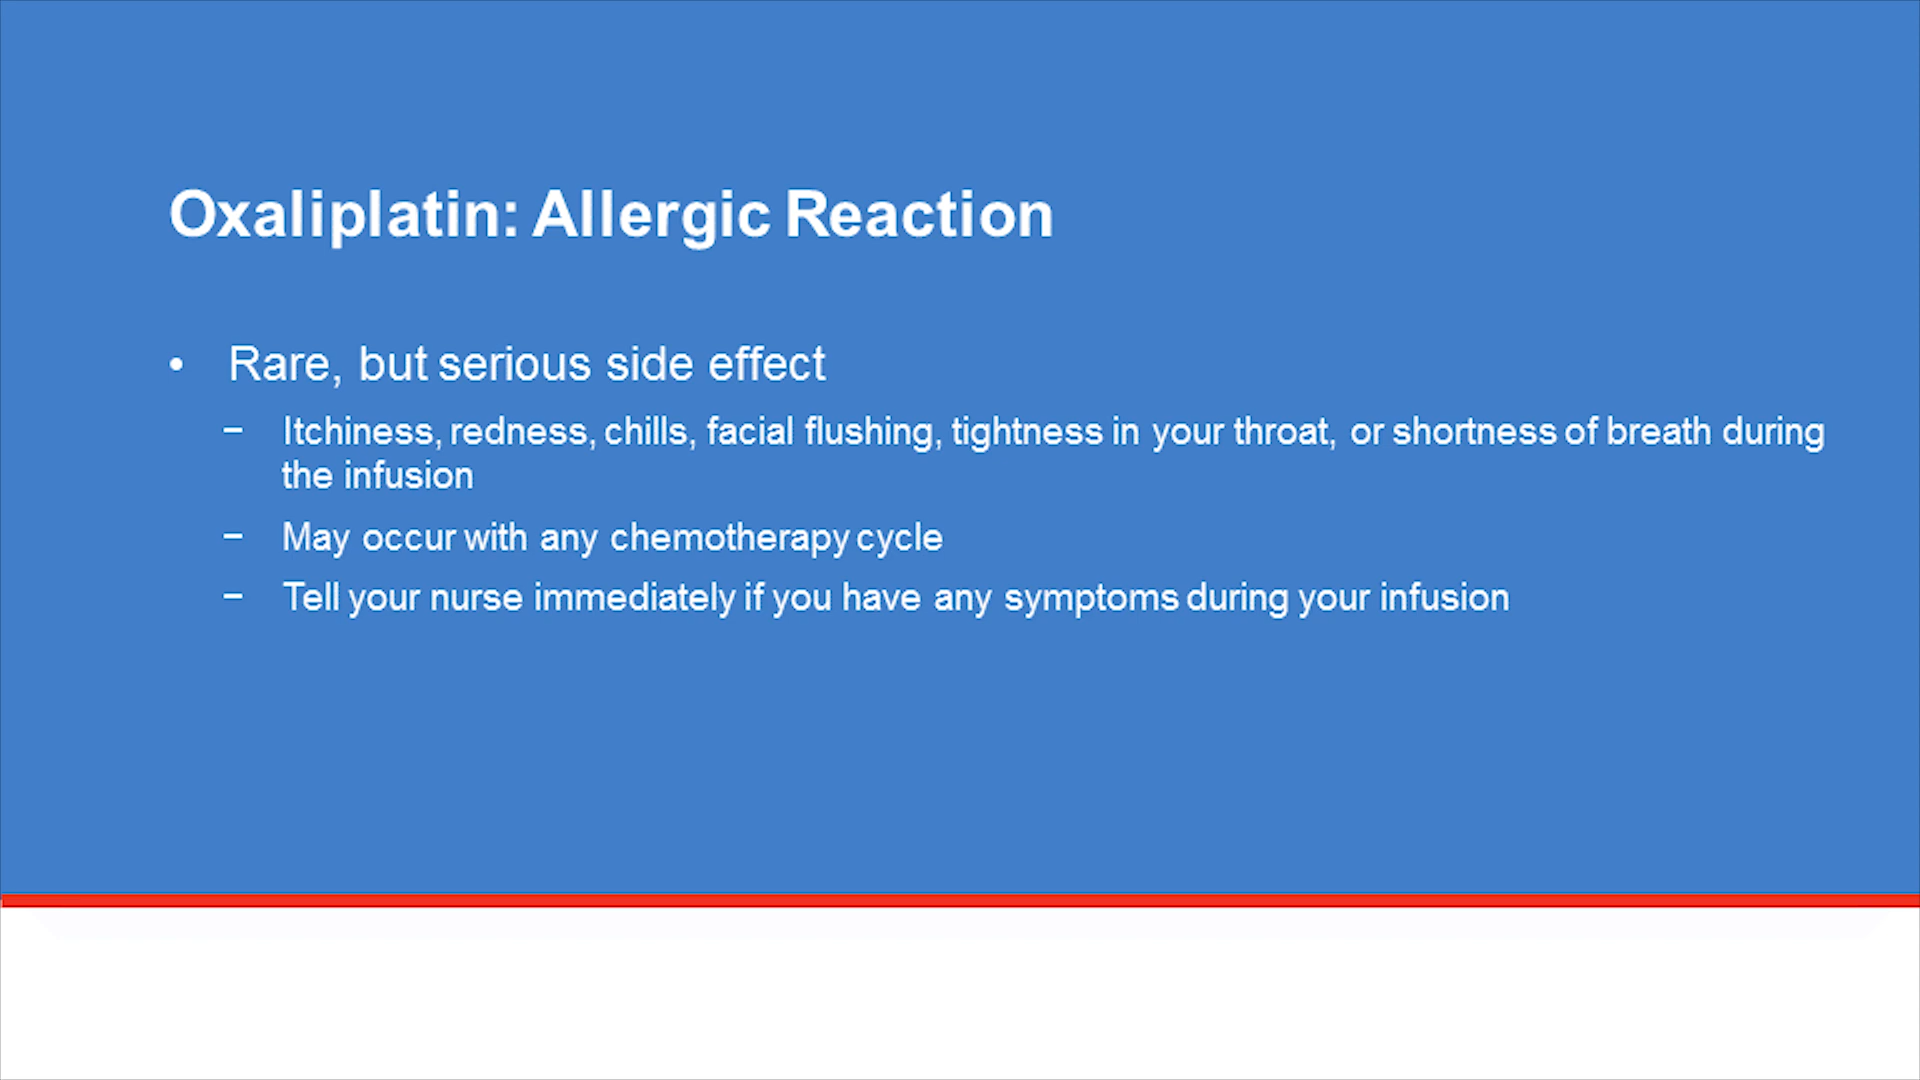 Oxaliplatin: Allergic Reaction
• Rare, but serious side effect
− Itchiness, redness, chills, facial flushing, tightness in your throat, or shortness of breath during
the infusion
− May occur with any chemotherapy cycle
− Tell your nurse immediately if you have any symptoms during your infusion